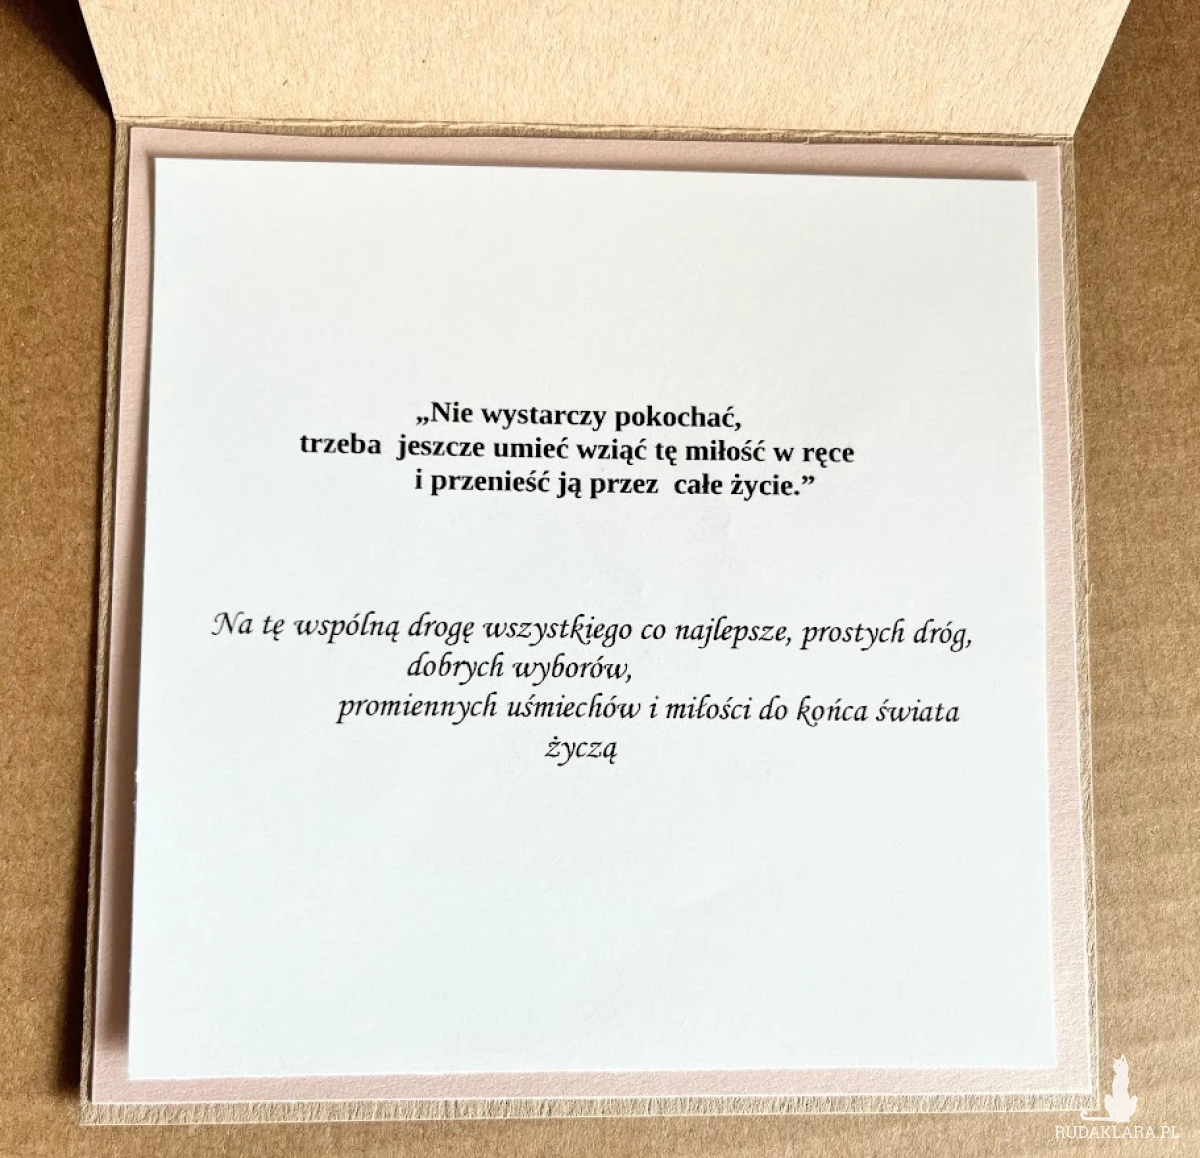 „Nie wystarczy pokochać,
trzeba jeszcze umieć wziąć tę miłość w ręce
i przenieść ją przez całe życie.”
Na tę wspólną drogę wszystkiego co najlepsze, prostych dróg,
dobrych wyborów,
promiennych uśmiechów i miłości do końca świata
życzą
RUDAKLARA.PL